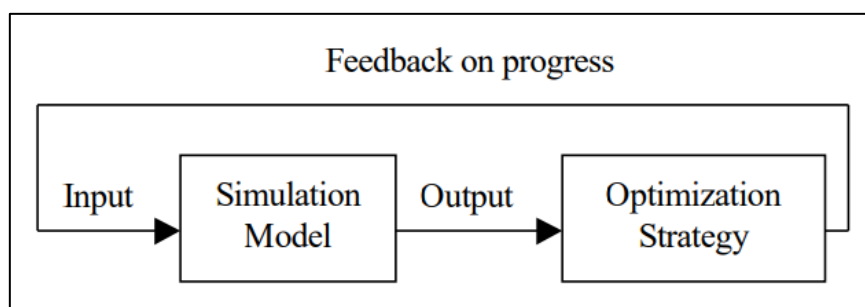 Feedback on progress
Input
Simulation
Model
Output
Optimization
Strategy